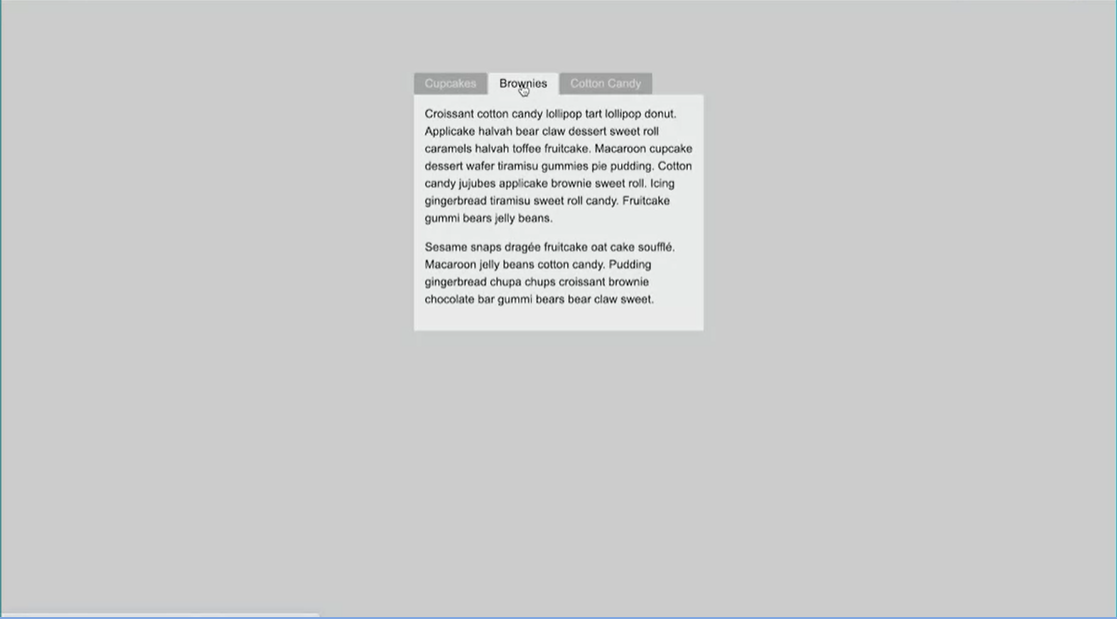 Cupcakes Brownies Cotton Candy
Croissant cotton candy lollipop tart lollipop donut.
Applicake halvah bear claw dessert sweet roll
caramels halvah toffee fruitcake. Macaroon cupcake
dessert wafer tiramisu gummies pie pudding. Cotton
candy jujubes applicake brownie sweet roll. Icing
gingerbread tiramisu sweet roll candy. Fruitcake
gummi bears jelly beans.
Sesame snaps dragée fruitcake oat cake soufflé.
Macaroon jelly beans cotton candy. Pudding
gingerbread chupa chups croissant brownie
chocolate bar gummi bears bear claw sweet.